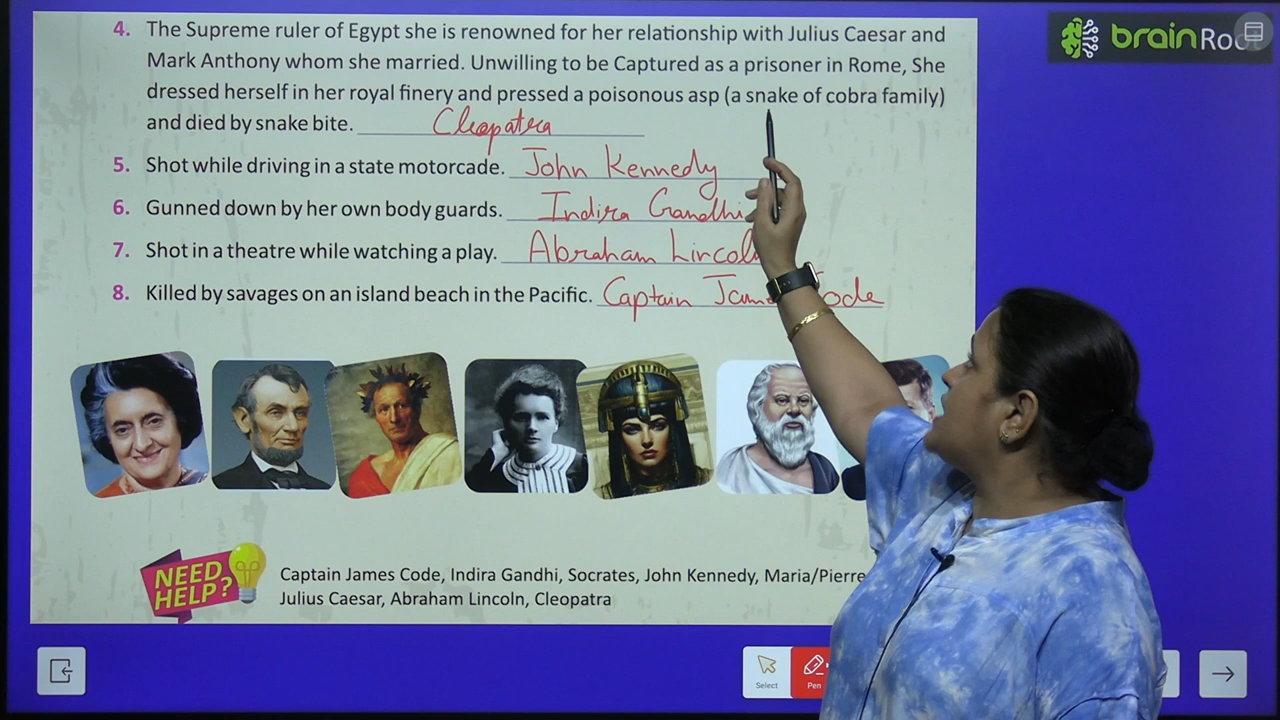 4. The Supreme ruler of Egypt she is renowned for her relationship with Julius Caesar and
Mark Anthony whom she married. Unwilling to be Captured as a prisoner in Rome, She
dressed herself in her royal finery and pressed a poisonous asp (a snake of cobra family)
and died by snake bite. Cleopatra
5. Shot while driving in a state motorcade. John Kennedy
6. Gunned down by her own body guards. Indira Gandhi
7. Shot in a theatre while watching a play. Abraham
8. Killed by savages on an island beach in the Pacific. Captain
NEED
HELP?
Captain James Code, Indira Gandhi, Socrates, John Kennedy, Maria/Pierre
Julius Caesar, Abraham Lincoln, Cleopatra
Select
Pen
brain